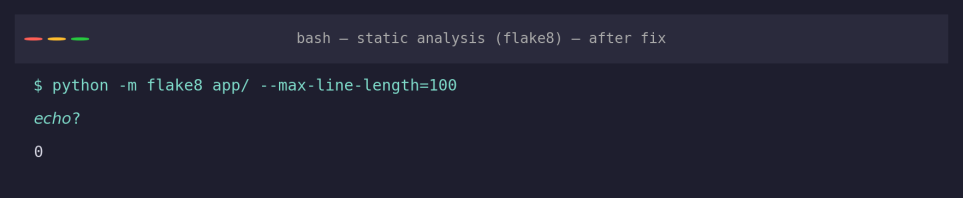 bash — static analysis (flake8) — after fix
$ python -m flake8 app/ --max-line-length=100
echo?
0